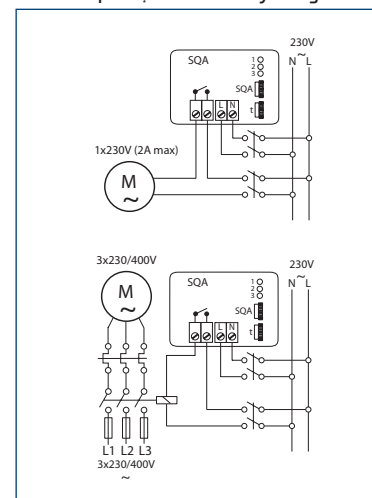 230V
~
N L
SQA
1
2
3
SQA
t
L N
1x230V (2A max)
M
~
3x230/400V
M
~
230V
~
N L
SQA
1
2
3
SQA
t
L N
L1 L2 L3
3x230/400V
~